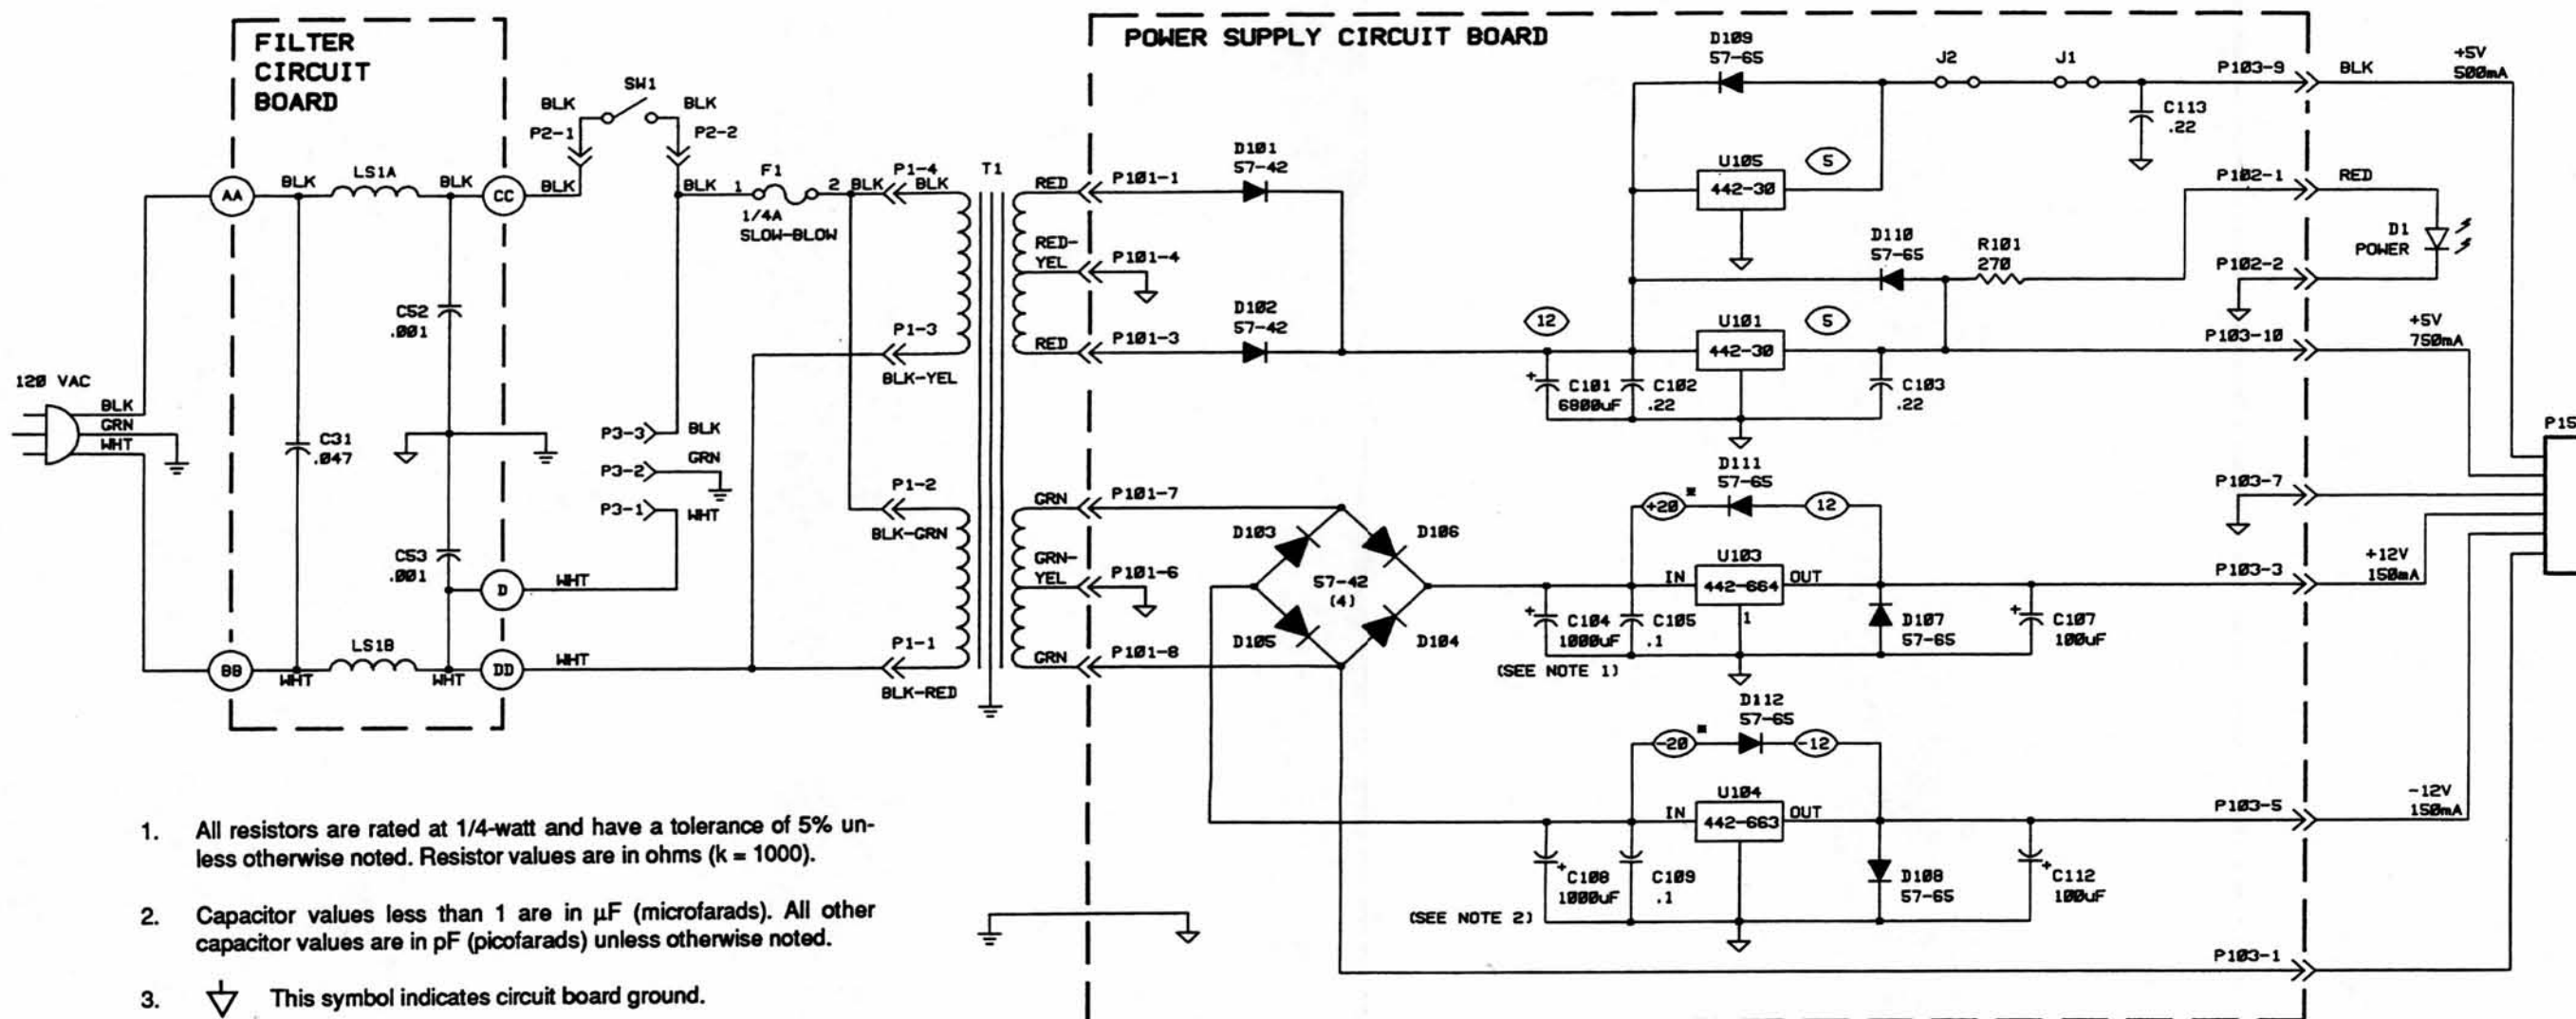 FILTER
CIRCUIT
BOARD
POWER SUPPLY CIRCUIT BOARD
D109
57-65
J2
J1
P103-9
BLK
+5V
500mA
C113
.22
SW1
BLK
BLK
P2-1
P2-2
AA
BLK
LS1A
BLK
CC
BLK
BLK
1
F1
2
1/4A
SLOW-BLOW
BLK
P1-4
BLK
T1
RED
P101-1
D101
57-42
U105
442-30
5
P102-1
RED
RED-
YEL
P101-4
D110
57-65
R101
270
D1
POWER
P102-2
C52
.001
P1-3
BLK-YEL
RED
P101-3
D102
57-42
12
U101
442-30
5
P103-10
+5V
750mA
C101
6800uF
+
C102
.22
C103
.22
120 VAC
BLK
GRN
WHT
C31
.047
P3-3
BLK
P3-2
GRN
P3-1
WHT
P15
P1-2
BLK-GRN
GRN
P101-7
D103
D106
57-42
(4)
D105
D104
+20
*
D111
57-65
12
P103-7
C53
.001
GRN-
YEL
P101-6
IN
U103
442-664
OUT
1
P103-3
+12V
150mA
D
WHT
+
C104
1000uF
C105
.1
D107
57-65
+
C107
100uF
(SEE NOTE 1)
BB
WHT
LS1B
WHT
DD
WHT
P1-1
BLK-RED
GRN
P101-8
-20
*
D112
57-65
-12
IN
U104
442-663
OUT
P103-5
-12V
150mA
+
C108
1000uF
C109
.1
D108
57-65
+
C112
100uF
(SEE NOTE 2)
P103-1
1. All resistors are rated at 1/4-watt and have a tolerance of 5% un-
less otherwise noted. Resistor values are in ohms (k = 1000).
2. Capacitor values less than 1 are in µF (microfarads). All other
capacitor values are in pF (picofarads) unless otherwise noted.
3. This symbol indicates circuit board ground.